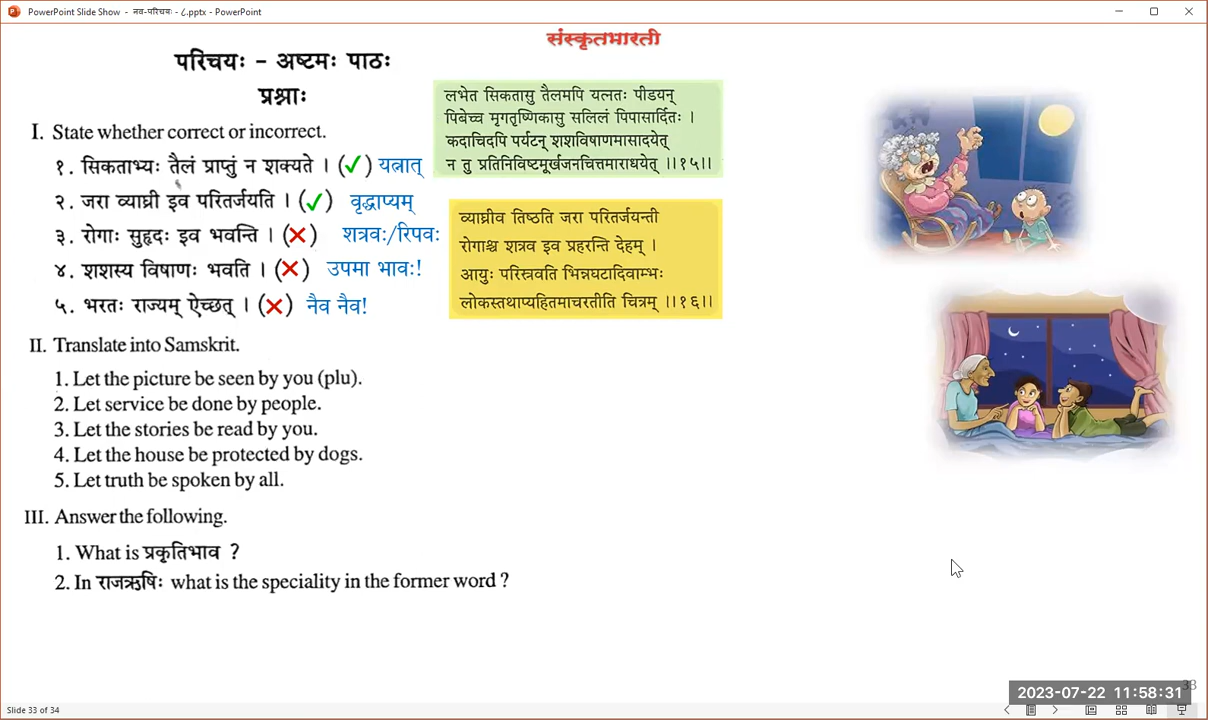 PowerPoint Slide Show - नव-परिचयः - ८.pptx - PowerPoint
संस्कृतभारती
परिचयः - अष्टमः पाठः
प्रश्नाः
I. State whether correct or incorrect.
१. सिकताभ्यः तैलं प्राप्तुं न शक्यते । (✓) यत्नात्
२. जरा व्याघ्री इव परितर्जयति । (✓) वृद्धाप्यम्
३. रोगाः सुहृदः इव भवन्ति । (✗) शत्रवः/रिपवः
४. शशस्य विषाणः भवति । (✗) उपमा भावः!
५. भरतः राज्यम् ऐच्छत् । (✗) नैव नैव!
लभेत सिकतासु तैलमपि यत्नतः पीडयन्
पिबेच्च मृगतृष्णिकासु सलिलं पिपासार्दितः ।
कदाचिदपि पर्यटन् शशविषाणमासादयेत्
न तु प्रतिनिविष्टमूर्खजनचित्तमाराधयेत् ।।१५।।
व्याघ्रीव तिष्ठति जरा परितर्जयन्ती
रोगाश्च शत्रव इव प्रहरन्ति देहम् ।
आयुः परिस्त्रवति भिन्नघटादिवाम्भः
लोकस्तथाप्यहितमाचरतीति चित्रम् ।।१६।।
II. Translate into Samskrit.
1. Let the picture be seen by you (plu).
2. Let service be done by people.
3. Let the stories be read by you.
4. Let the house be protected by dogs.
5. Let truth be spoken by all.
III. Answer the following.
1. What is प्रकृतिभाव ?
2. In राजऋषिः what is the speciality in the former word ?
33
2023-07-22 11:58:31
Slide 33 of 34